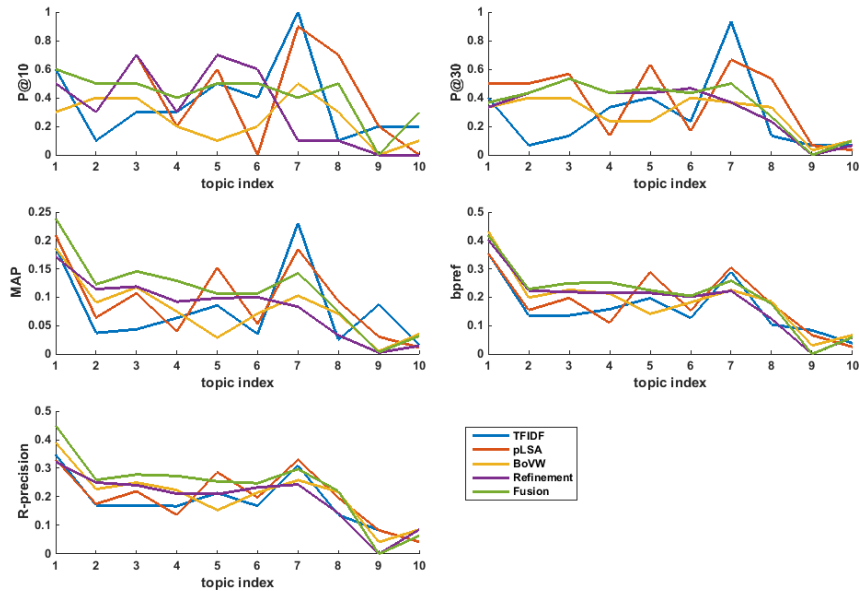 1
0.8
0.6
0.4
0.2
0
P@10
1 2 3 4 5 6 7 8 9 10
topic index
1
0.8
0.6
0.4
0.2
0
P@30
1 2 3 4 5 6 7 8 9 10
topic index
0.25
0.2
0.15
0.1
0.05
0
MAP
1 2 3 4 5 6 7 8 9 10
topic index
0.5
0.4
0.3
0.2
0.1
0
bpref
1 2 3 4 5 6 7 8 9 10
topic index
0.5
0.4
0.3
0.2
0.1
0
R-precision
1 2 3 4 5 6 7 8 9 10
topic index
TFIDF
pLSA
BoVW
Refinement
Fusion